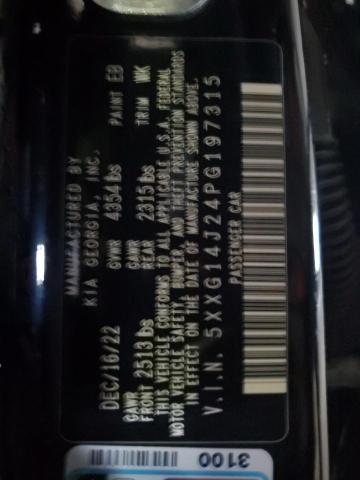 MANUFACTURED BY
KIA GEORGIA, INC.
DEC/16/22 GVWR 4354lbs PAINT EB
GAWR FRONT 2513lbs GAWR REAR 2315lbs TRIM WK
THIS VEHICLE CONFORMS TO ALL APPLICABLE U.S.A. FEDERAL
MOTOR VEHICLE SAFETY, BUMPER, AND THEFT PREVENTION STANDARDS
IN EFFECT ON THE DATE OF MANUFACTURE SHOWN ABOVE.
V.I.N. 5XXG14J24PG197315
PASSENGER CAR
3100